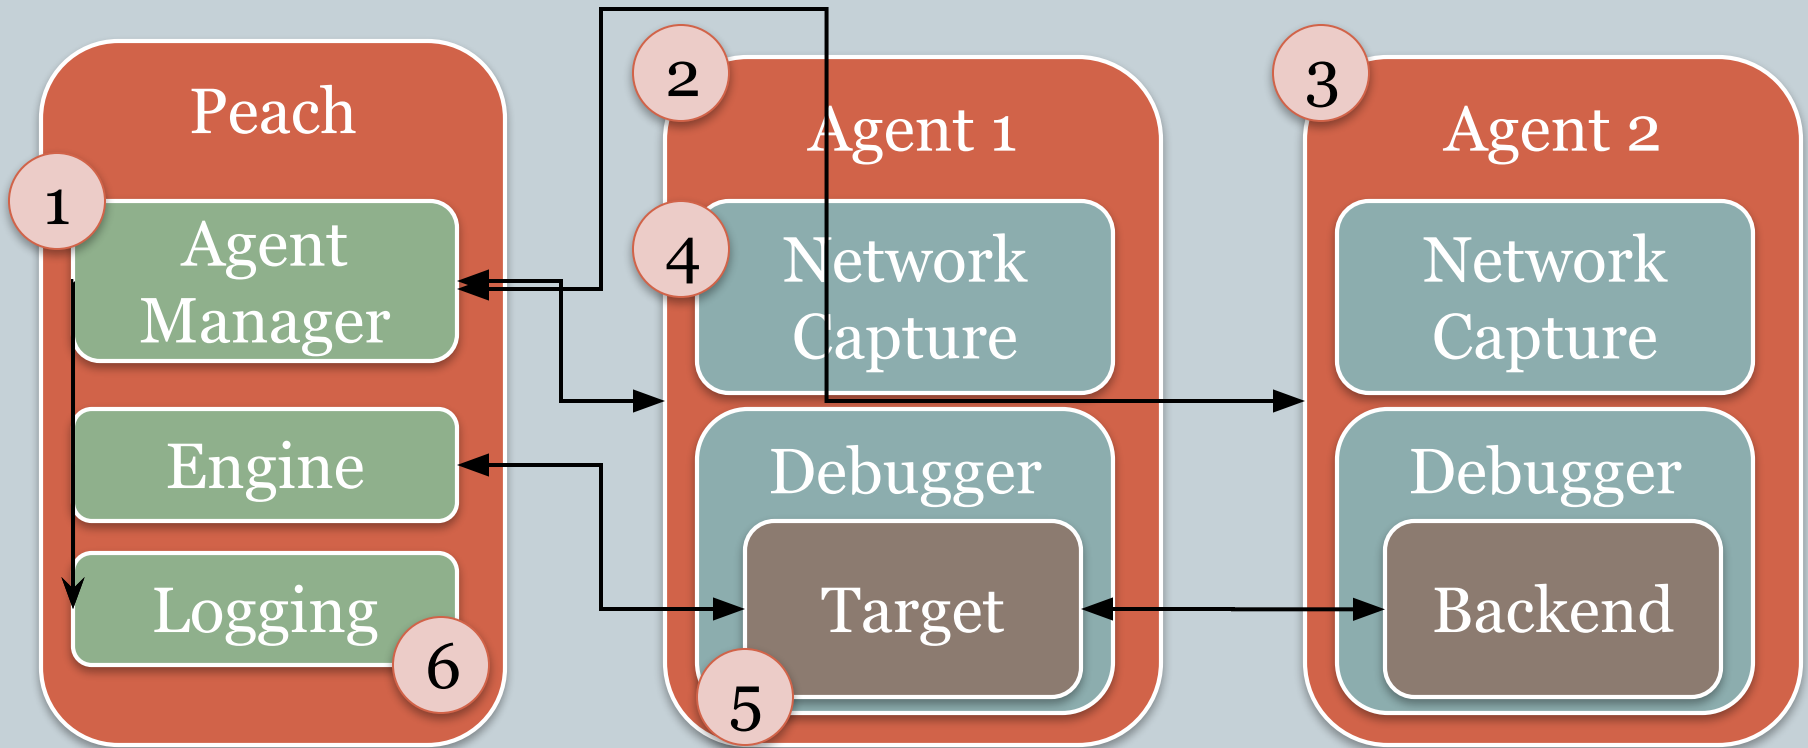 Peach
1
Agent
Manager
Engine
Logging
6
2
Agent 1
4
Network
Capture
Debugger
Target
5
3
Agent 2
Network
Capture
Debugger
Backend